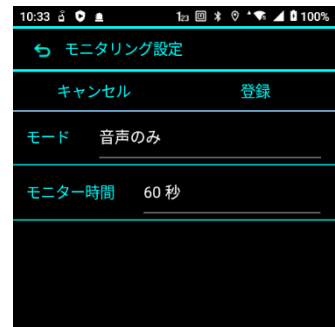 10:33 100%
モニタリング設定
キャンセル 登録
モード 音声のみ
モニター時間 60 秒